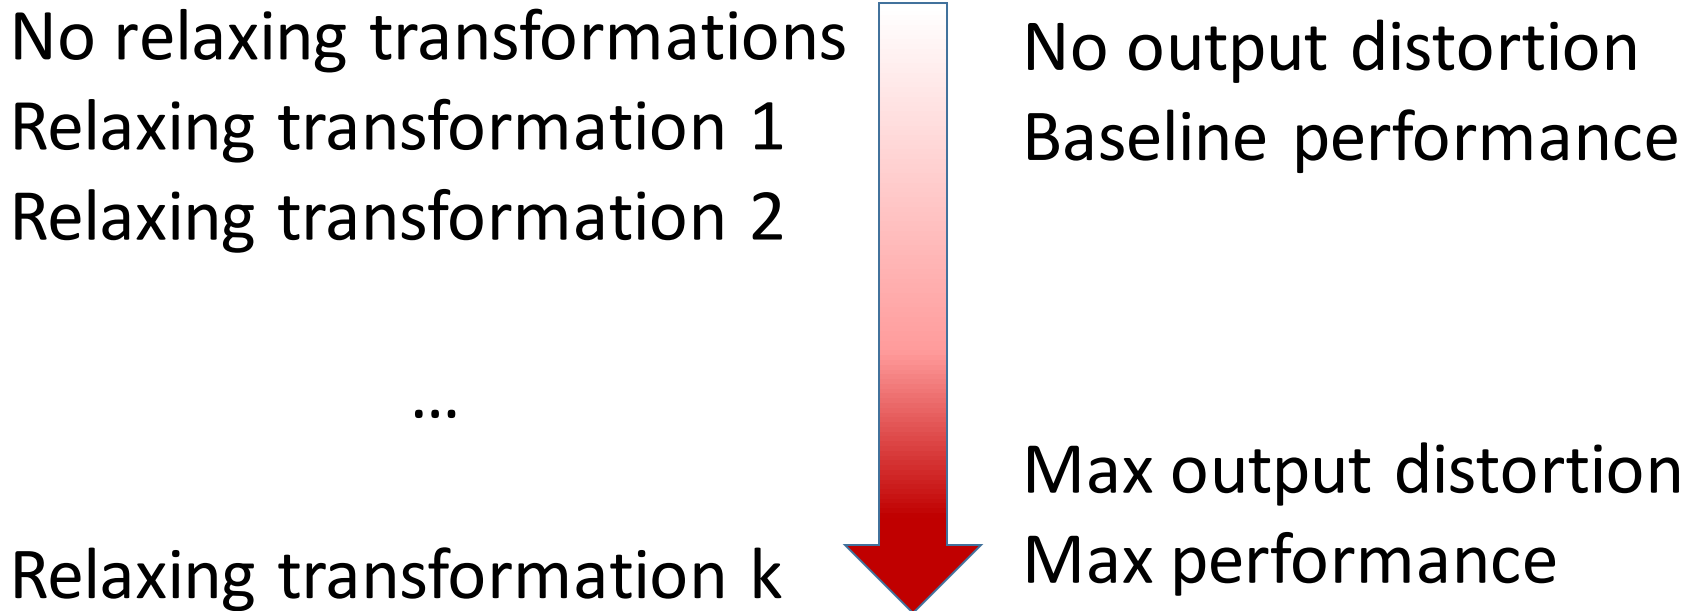 No relaxing transformations
Relaxing transformation 1
Relaxing transformation 2
...
Relaxing transformation k
No output distortion
Baseline performance
Max output distortion
Max performance